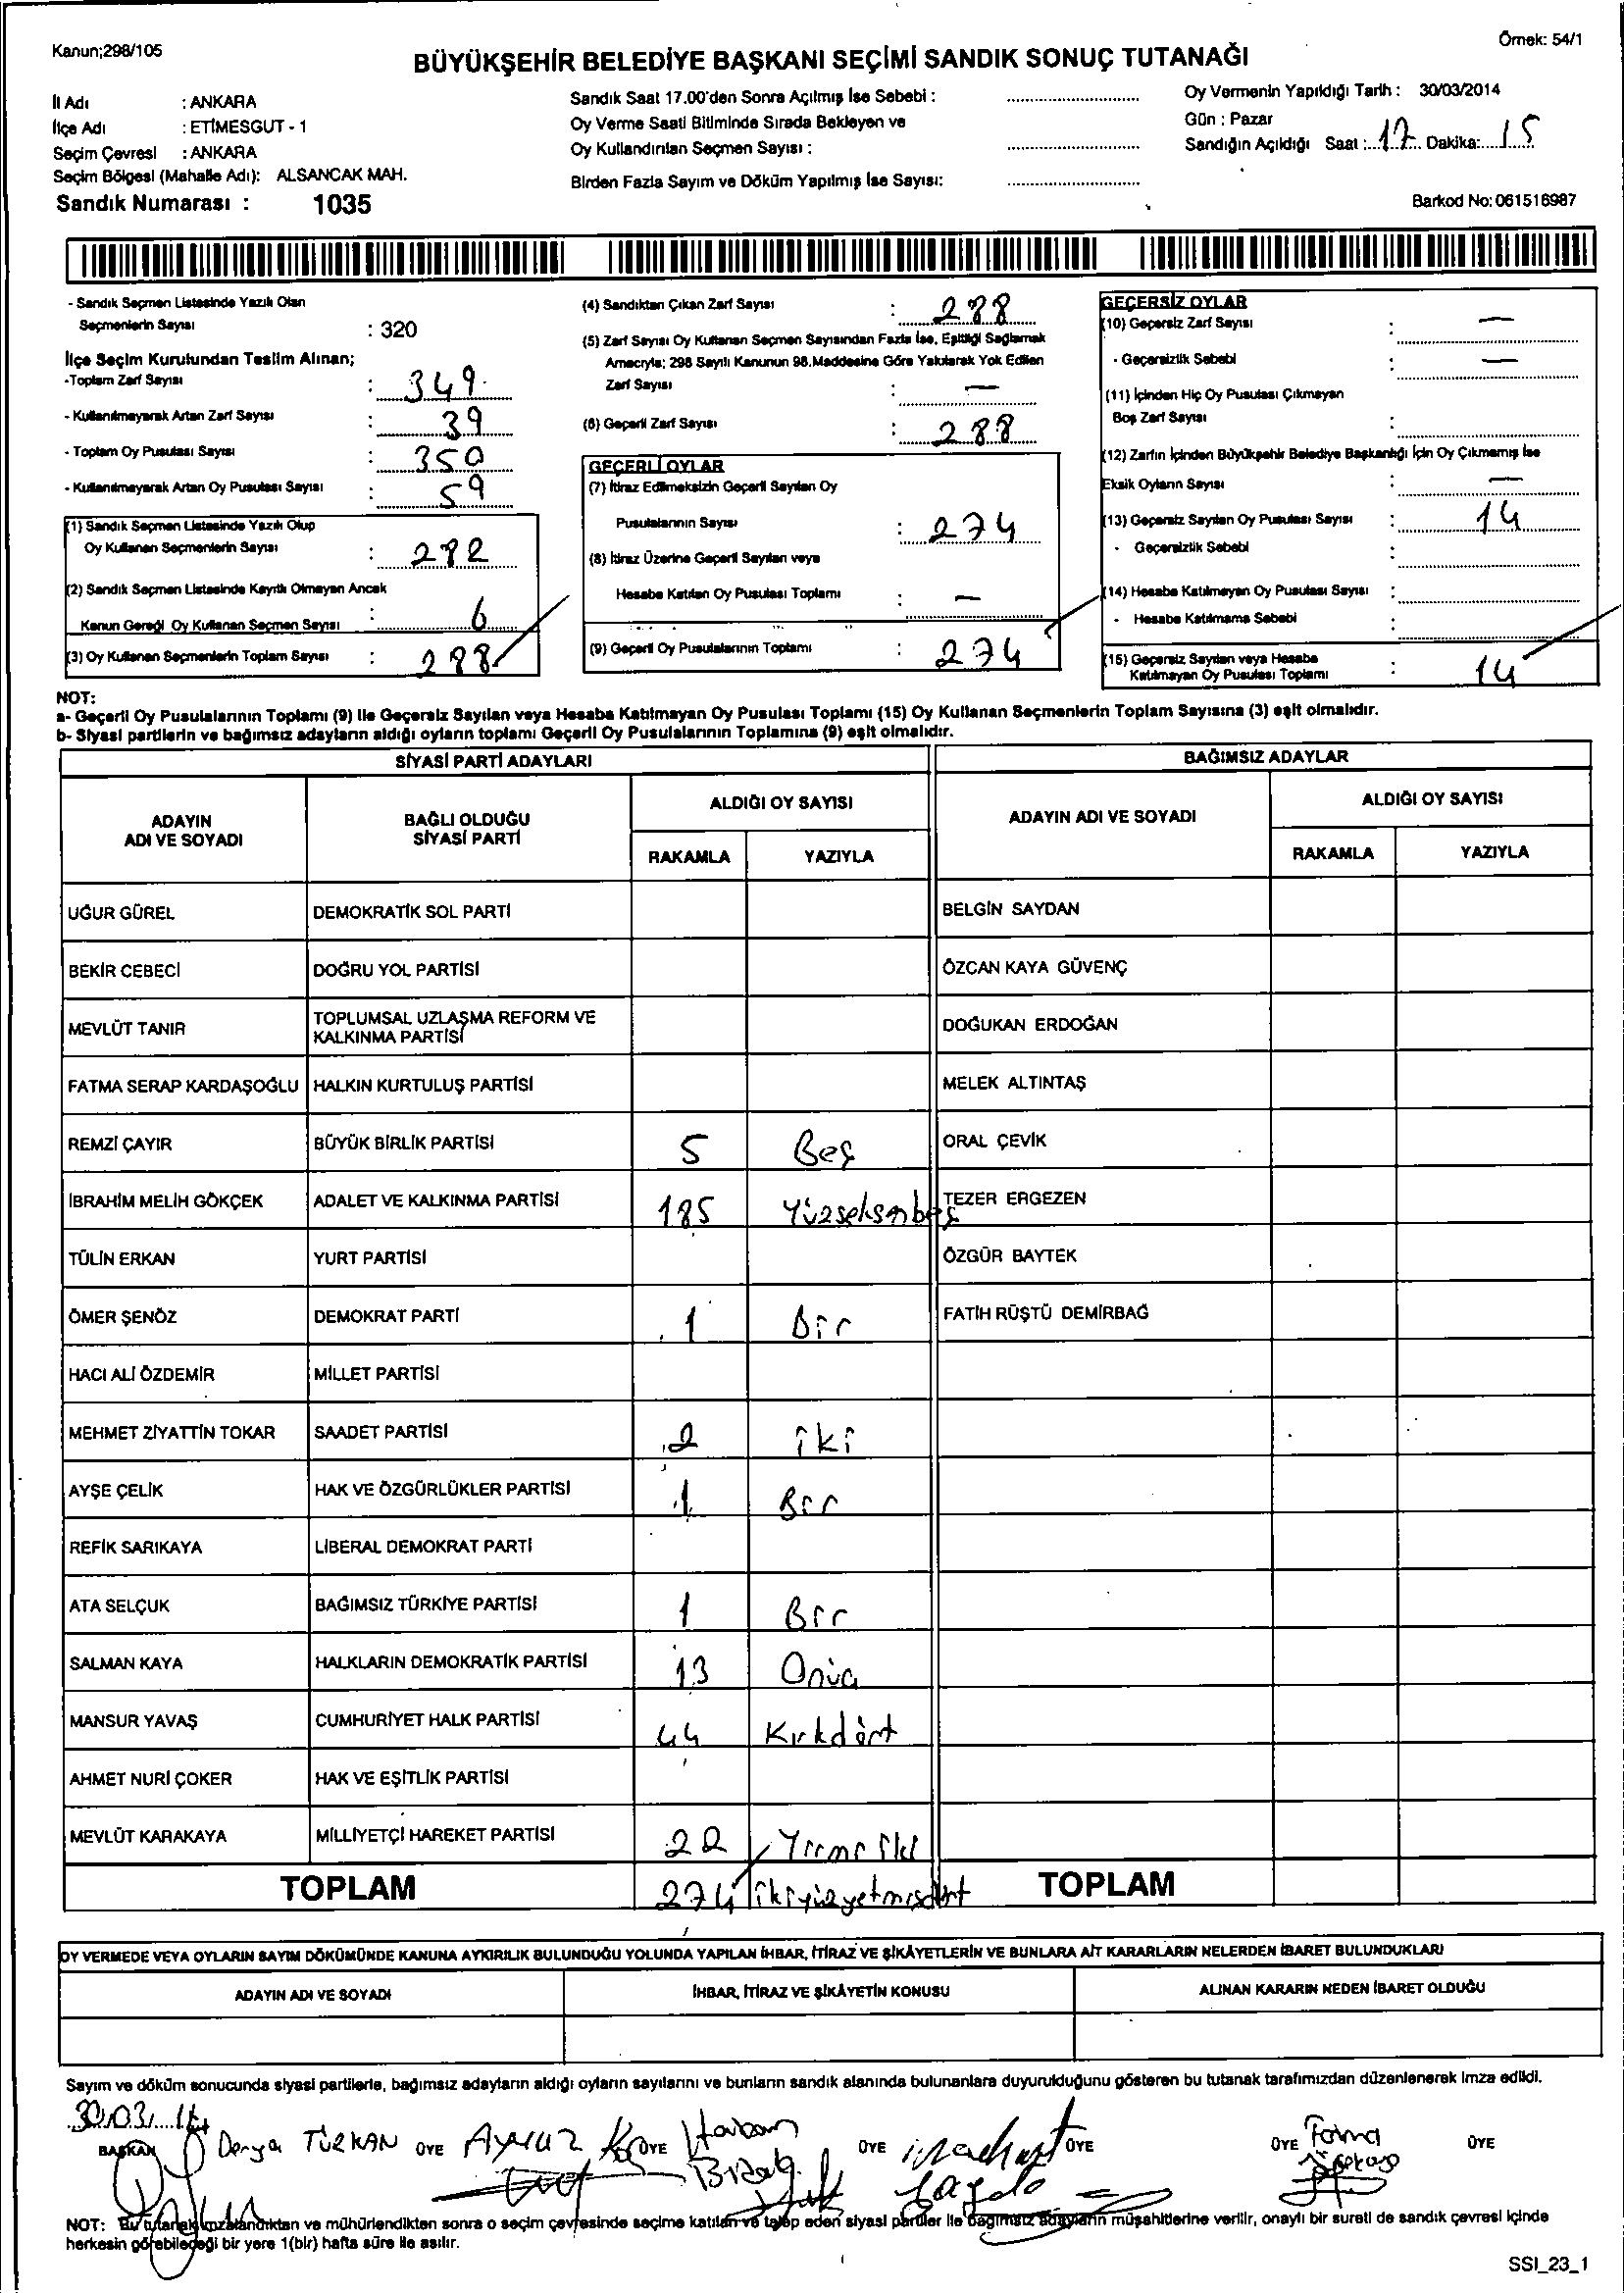 Kanun;298/105
Örnek: 54/1
BÜYÜKŞEHİR BELEDİYE BAŞKANI SEÇİMİ SANDIK SONUÇ TUTANAĞI
İl Adı : ANKARA
İlçe Adı : ETİMESGUT - 1
Seçim Çevresi : ANKARA
Seçim Bölgesi (Mahalle Adı): ALSANCAK MAH.
Sandık Numarası : 1035
Sandık Saat 17.00'den Sonra Açılmış İse Sebebi :
Oy Verme Saati Bitiminde Sırada Bekleyen ve
Oy Kullandırılan Seçmen Sayısı :
Birden Fazla Sayım ve Döküm Yapılmış İse Sayısı:
Oy Vermenin Yapıldığı Tarih : 30/03/2014
Gün : Pazar
Sandığın Açıldığı Saat : 17 Dakika: 15
Barkod No: 061516987
- Sandık Seçmen Listesinde Yazılı Olan
Seçmenlerin Sayısı : 320
İlçe Seçim Kurulundan Teslim Alınan;
-Toplam Zarf Sayısı : 349
- Kullanılmayarak Artan Zarf Sayısı : 39
- Toplam Oy Pusulası Sayısı : 350
- Kullanılmayarak Artan Oy Pusulası Sayısı : 59
(1) Sandık Seçmen Listesinde Yazılı Olup
Oy Kullanan Seçmenlerin Sayısı : 282
(2) Sandık Seçmen Listesinde Kayıtlı Olmayan Ancak
Kanun Gereği Oy Kullanan Seçmen Sayısı : 6
(3) Oy Kullanan Seçmenlerin Toplam Sayısı : 288
(4) Sandıktan Çıkan Zarf Sayısı : 288
(5) Zarf Sayısı Oy Kullanan Seçmen Sayısından Fazla İse, Eşitliği Sağlamak
Amacıyla; 298 Sayılı Kanunun 98.Maddesine Göre Yakılarak Yok Edilen
Zarf Sayısı : —
(6) Geçerli Zarf Sayısı : 288
GEÇERLİ OYLAR
(7) İtiraz Edilmeksizin Geçerli Sayılan Oy
Pusulalarının Sayısı : 274
(8) İtiraz Üzerine Geçerli Sayılan veya
Hesaba Katılan Oy Pusulası Toplamı : —
(9) Geçerli Oy Pusulalarının Toplamı : 274
GEÇERSİZ OYLAR
(10) Geçersiz Zarf Sayısı : —
- Geçersizlik Sebebi : —
(11) İçinden Hiç Oy Pusulası Çıkmayan
Boş Zarf Sayısı :
(12) Zarfın İçinden Büyükşehir Belediye Başkanlığı İçin Oy Çıkmamış İse
Eksik Oyların Sayısı : —
(13) Geçersiz Sayılan Oy Pusulası Sayısı : 14
- Geçersizlik Sebebi :
(14) Hesaba Katılmayan Oy Pusulası Sayısı :
- Hesaba Katılmama Sebebi :
(15) Geçersiz Sayılan veya Hesaba
Katılmayan Oy Pusulası Toplamı : 14
NOT:
a- Geçerli Oy Pusulalarının Toplamı (9) ile Geçersiz Sayılan veya Hesaba Katılmayan Oy Pusulası Toplamı (15) Oy Kullanan Seçmenlerin Toplam Sayısına (3) eşit olmalıdır.
b- Siyasi partilerin ve bağımsız adayların aldığı oyların toplamı Geçerli Oy Pusulalarının Toplamına (9) eşit olmalıdır.
SİYASİ PARTİ ADAYLARI
BAĞIMSIZ ADAYLAR
ADAYIN
ADI VE SOYADI
BAĞLI OLDUĞU
SİYASİ PARTİ
ALDIĞI OY SAYISI
RAKAMLA YAZIYLA
ADAYIN ADI VE SOYADI
ALDIĞI OY SAYISI
RAKAMLA YAZIYLA
UĞUR GÜREL DEMOKRATİK SOL PARTİ BELGİN SAYDAN
BEKİR CEBECİ DOĞRU YOL PARTİSİ ÖZCAN KAYA GÜVENÇ
MEVLÜT TANIR TOPLUMSAL UZLAŞMA REFORM VE
KALKINMA PARTİSİ DOĞUKAN ERDOĞAN
FATMA SERAP KARDAŞOĞLU HALKIN KURTULUŞ PARTİSİ MELEK ALTINTAŞ
REMZİ ÇAYIR BÜYÜK BİRLİK PARTİSİ 5 Beş ORAL ÇEVİK
İBRAHİM MELİH GÖKÇEK ADALET VE KALKINMA PARTİSİ 185 Yüzseksenbeş TEZER ERGEZEN
TÜLİN ERKAN YURT PARTİSİ ÖZGÜR BAYTEK
ÖMER ŞENÖZ DEMOKRAT PARTİ 1 Bir FATİH RÜŞTÜ DEMİRBAĞ
HACI ALİ ÖZDEMİR MİLLET PARTİSİ
MEHMET ZİYATTİN TOKAR SAADET PARTİSİ 2 iki
AYŞE ÇELİK HAK VE ÖZGÜRLÜKLER PARTİSİ 1 Bir
REFİK SARIKAYA LİBERAL DEMOKRAT PARTİ
ATA SELÇUK BAĞIMSIZ TÜRKİYE PARTİSİ 1 Bir
SALMAN KAYA HALKLARIN DEMOKRATİK PARTİSİ 13 Onüç
MANSUR YAVAŞ CUMHURİYET HALK PARTİSİ 44 Kırkdört
AHMET NURİ ÇOKER HAK VE EŞİTLİK PARTİSİ
MEVLÜT KARAKAYA MİLLİYETÇİ HAREKET PARTİSİ 22 Yirmi iki
TOPLAM 274 ikiyüzyetmişdört TOPLAM
OY VERMEDE VEYA OYLARIN SAYIM DÖKÜMÜNDE KANUNA AYKIRILIK BULUNDUĞU YOLUNDA YAPILAN İHBAR, İTİRAZ VE ŞİKÂYETLERİN VE BUNLARA AİT KARARLARIN NELERDEN İBARET BULUNDUKLARI
ADAYIN ADI VE SOYADI İHBAR, İTİRAZ VE ŞİKÂYETİN KONUSU ALINAN KARARIN NEDEN İBARET OLDUĞU
Sayım ve döküm sonucunda siyasi partilerle, bağımsız adayların aldığı oyların sayılarını ve bunların sandık alanında bulunanlara duyurulduğunu gösteren bu tutanak tarafımızdan düzenlenerek imza edildi.
30.03.14
BAŞKAN Derya TÜRKAN ÜYE ÜYE ÜYE ÜYE ÜYE Fatma ÜYE
NOT: Bu tutanak imzalandıktan ve mühürlendikten sonra o seçim çevresinde seçime katılan ve talep eden siyasi partiler ile bağımsız adayların müşahitlerine verilir, onaylı bir sureti de sandık çevresi içinde
herkesin görebileceği bir yere 1(bir) hafta süre ile asılır.
SSI_23_1